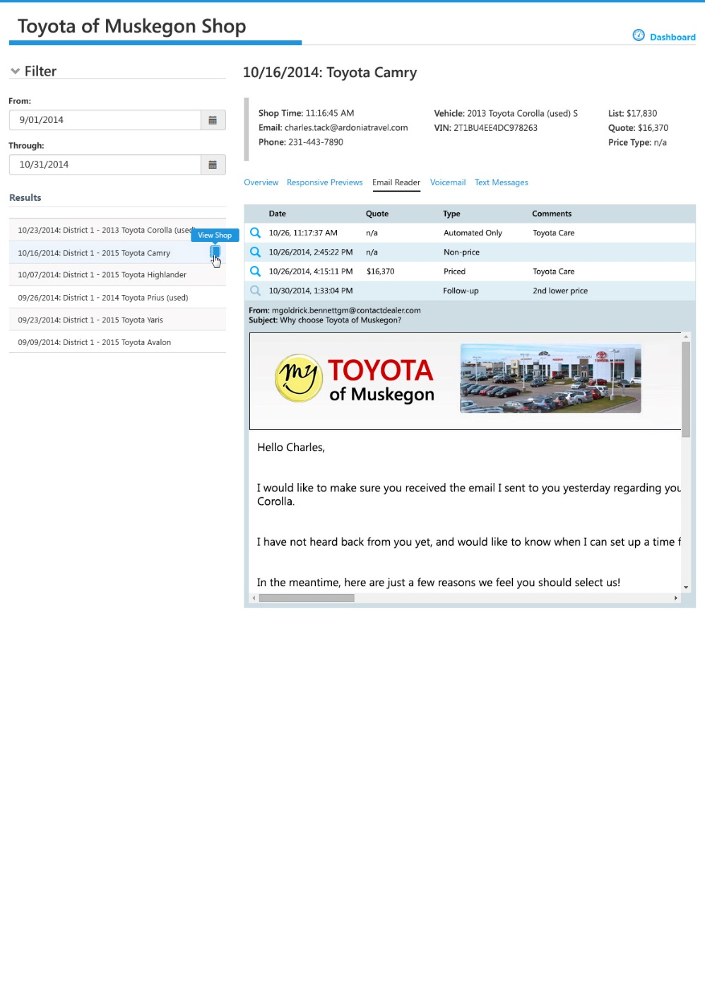 Toyota of Muskegon Shop
Dashboard
Filter
From:
9/01/2014
Through:
10/31/2014
Results
10/23/2014: District 1 - 2013 Toyota Corolla (used)
View Shop
10/16/2014: District 1 - 2015 Toyota Camry
10/07/2014: District 1 - 2015 Toyota Highlander
09/26/2014: District 1 - 2014 Toyota Prius (used)
09/23/2014: District 1 - 2015 Toyota Yaris
09/09/2014: District 1 - 2015 Toyota Avalon
10/16/2014: Toyota Camry
Shop Time: 11:16:45 AM
Email: charles.tack@ardoniatravel.com
Phone: 231-443-7890
Vehicle: 2013 Toyota Corolla (used) S
VIN: 2T1BU4EE4DC978263
List: $17,830
Quote: $16,370
Price Type: n/a
Overview Responsive Previews Email Reader Voicemail Text Messages
Date Quote Type Comments
10/26, 11:17:37 AM n/a Automated Only Toyota Care
10/26/2014, 2:45:22 PM n/a Non-price
10/26/2014, 4:15:11 PM $16,370 Priced Toyota Care
10/30/2014, 1:33:04 PM Follow-up 2nd lower price
From: mgoldrick.bennettgm@contactdealer.com
Subject: Why choose Toyota of Muskegon?
my TOYOTA
of Muskegon
Hello Charles,
I would like to make sure you received the email I sent to you yesterday regarding you
Corolla.
I have not heard back from you yet, and would like to know when I can set up a time f
In the meantime, here are just a few reasons we feel you should select us!